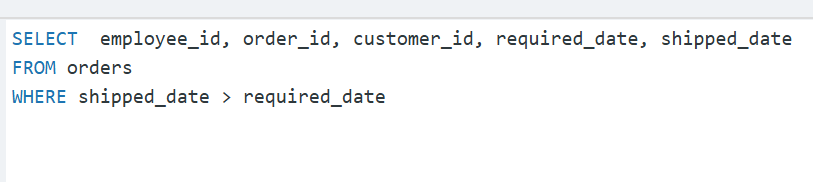 SELECT  employee_id, order_id, customer_id, required_date, shipped_date
FROM orders
WHERE shipped_date > required_date